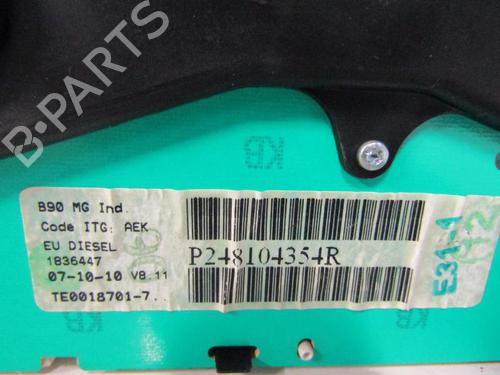 B-PARTS
KB
B90 MG Ind.
Code ITG: AEK
EU DIESEL
1836447
07-10-10 V8.11
TE0018701-7..
P248104354R
E31-1
KB